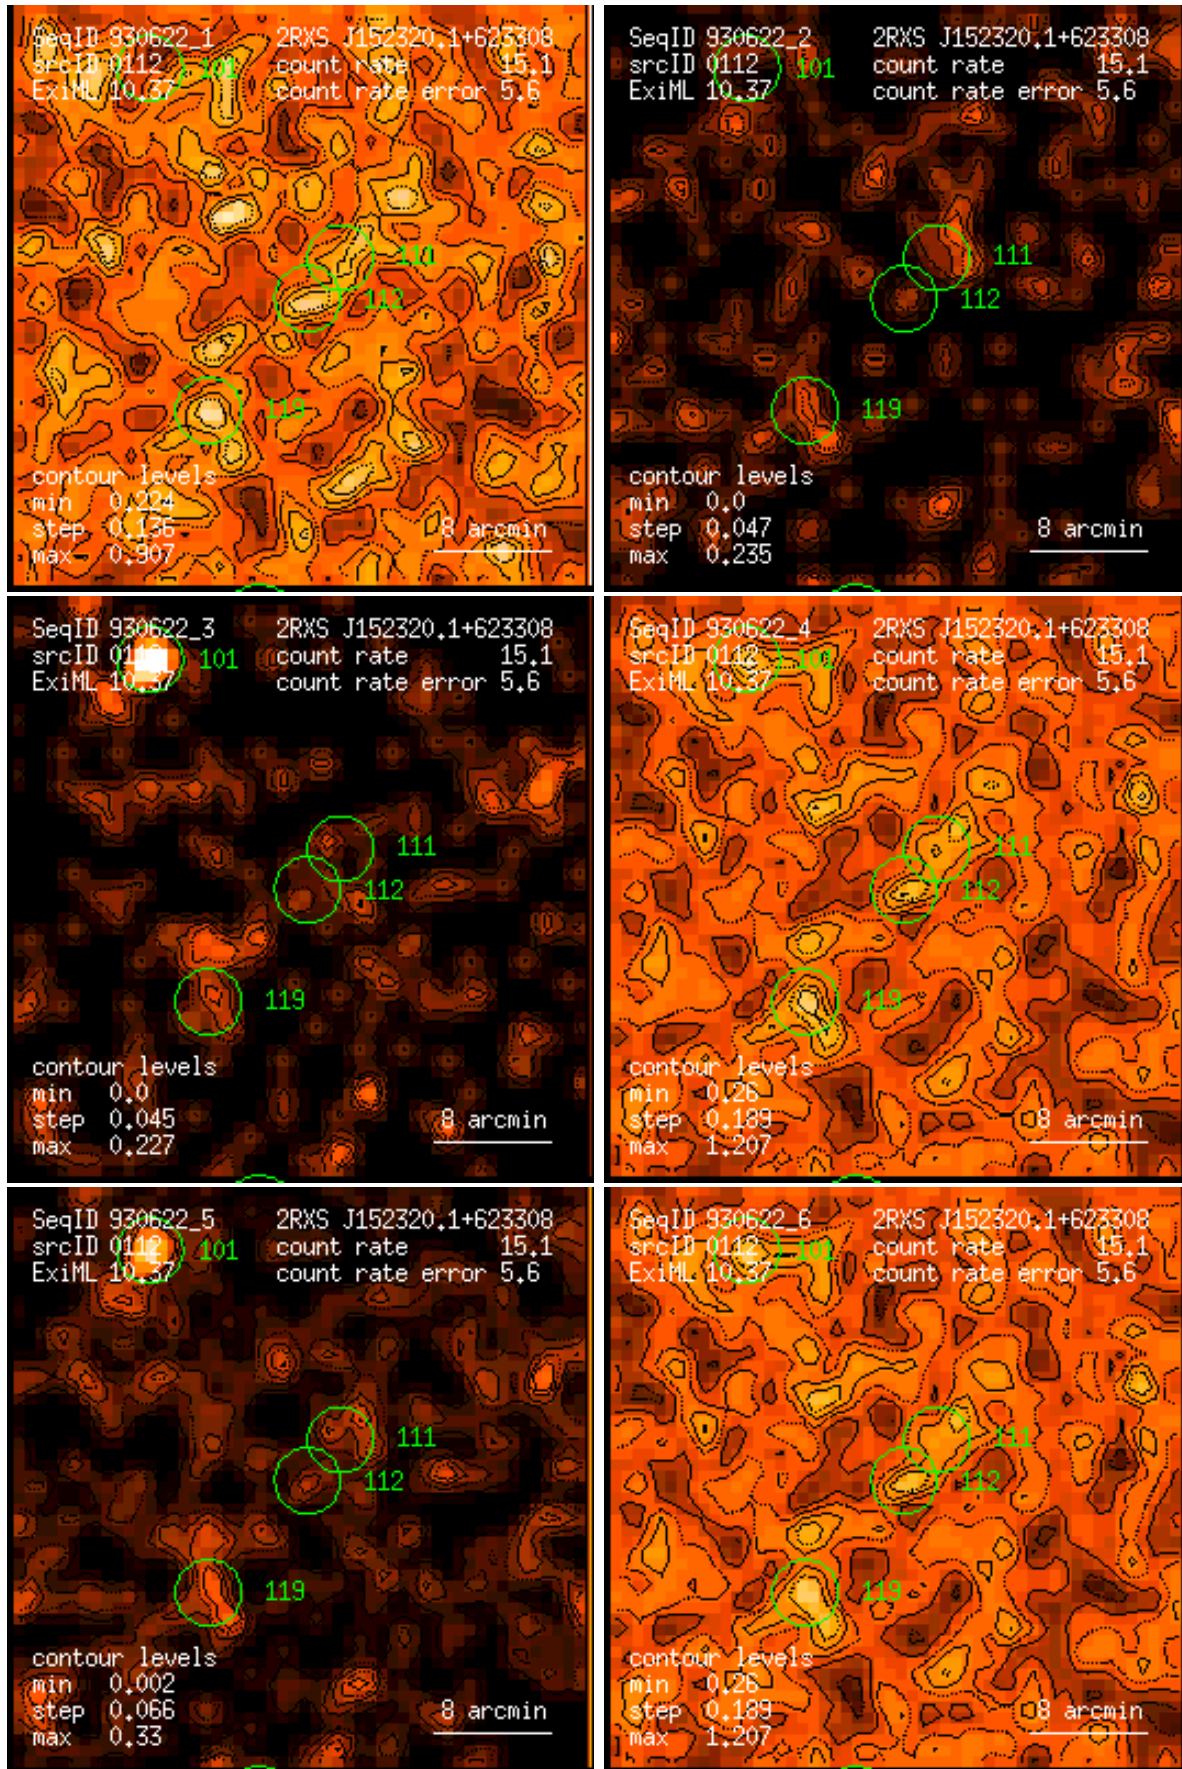 SeqID 930622_1 2RXS J152320.1+623308
srcID 0112 101 count rate 15.1
ExiML 10.37 count rate error 5.6
111
112
119
contour levels
min 0.224
step 0.136 8 arcmin
max 0.907
SeqID 930622_2 2RXS J152320.1+623308
srcID 0112 101 count rate 15.1
ExiML 10.37 count rate error 5.6
111
112
119
contour levels
min 0.0
step 0.047 8 arcmin
max 0.235
SeqID 930622_3 2RXS J152320.1+623308
srcID 0112 101 count rate 15.1
ExiML 10.37 count rate error 5.6
111
112
119
contour levels
min 0.0
step 0.045 8 arcmin
max 0.227
SeqID 930622_4 2RXS J152320.1+623308
srcID 0112 101 count rate 15.1
ExiML 10.37 count rate error 5.6
111
112
119
contour levels
min 0.26
step 0.189 8 arcmin
max 1.207
SeqID 930622_5 2RXS J152320.1+623308
srcID 0112 101 count rate 15.1
ExiML 10.37 count rate error 5.6
111
112
119
contour levels
min 0.002
step 0.066 8 arcmin
max 0.33
SeqID 930622_6 2RXS J152320.1+623308
srcID 0112 101 count rate 15.1
ExiML 10.37 count rate error 5.6
111
112
119
contour levels
min 0.26
step 0.189 8 arcmin
max 1.207